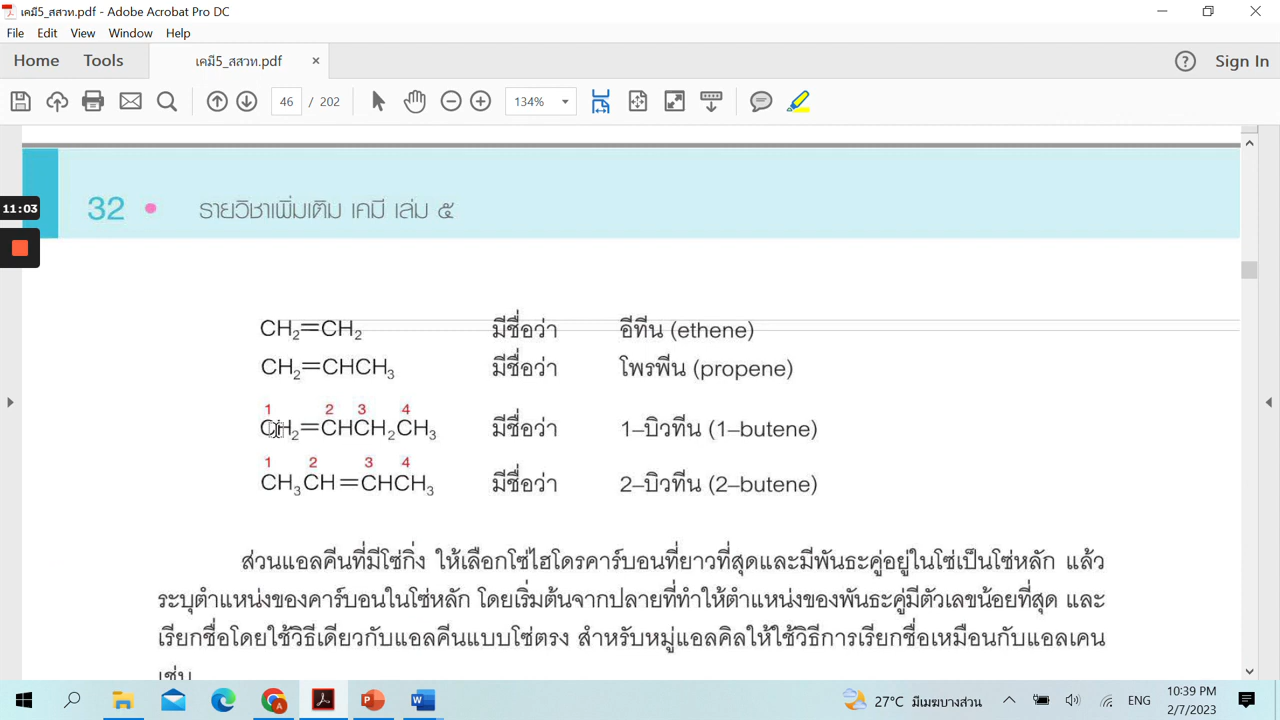 เคมี5_สสวท.pdf - Adobe Acrobat Pro DC
File Edit View Window Help
Home Tools เคมี5_สสวท.pdf × ? Sign In
46 / 202 134%
11:03
32 • รายวิชาเพิ่มเติม เคมี เล่ม ๕
CH2=CH2 มีชื่อว่า อีทีน (ethene)
CH2=CHCH3 มีชื่อว่า โพรพีน (propene)
1 2 3 4
CH2=CHCH2CH3 มีชื่อว่า 1–บิวทีน (1–butene)
1 2 3 4
CH3CH=CHCH3 มีชื่อว่า 2–บิวทีน (2–butene)
ส่วนแอลคีนที่มีโซ่กิ่ง ให้เลือกโซ่ไฮโดรคาร์บอนที่ยาวที่สุดและมีพันธะคู่อยู่ในโซ่เป็นโซ่หลัก แล้ว
ระบุตำแหน่งของคาร์บอนในโซ่หลัก โดยเริ่มต้นจากปลายที่ทำให้ตำแหน่งของพันธะคู่มีตัวเลขน้อยที่สุด และ
เรียกชื่อโดยใช้วิธีเดียวกับแอลคีนแบบโซ่ตรง สำหรับหมู่แอลคิลให้ใช้วิธีการเรียกชื่อเหมือนกับแอลเคน
เช่น
27°C มีเมฆบางส่วน ENG 10:39 PM
2/7/2023